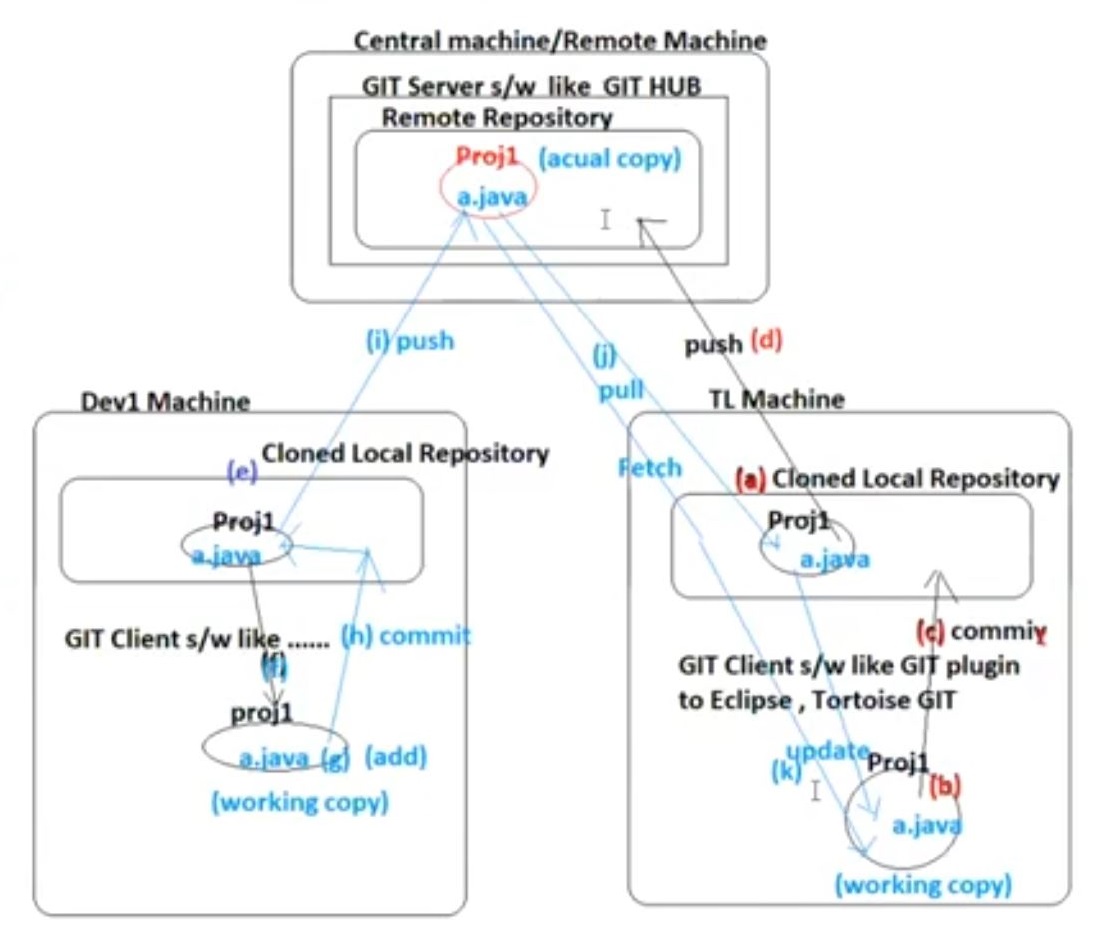 Central machine/Remote Machine
GIT Server s/w like GIT HUB
Remote Repository
Proj1 (acual copy)
a.java
(i) push
(j)
pull
push (d)
Dev1 Machine
TL Machine
(e) Cloned Local Repository
Fetch
(a) Cloned Local Repository
Proj1
a.java
Proj1
a.java
GIT Client s/w like ...... (h) commit
(f)
(c) commiy
GIT Client s/w like GIT plugin
to Eclipse , Tortoise GIT
proj1
a.java (g) (add)
(working copy)
update
(k)
Proj1
(b)
a.java
(working copy)